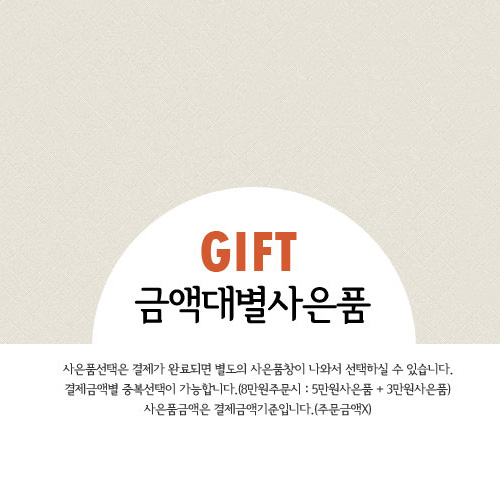 GIFT
금액대별사은품
사은품선택은 결제가 완료되면 별도의 사은품창이 나와서 선택하실 수 있습니다.
결제금액별 중복선택이 가능합니다.(8만원주문시 : 5만원사은품 + 3만원사은품)
사은품금액은 결제금액기준입니다.(주문금액X)